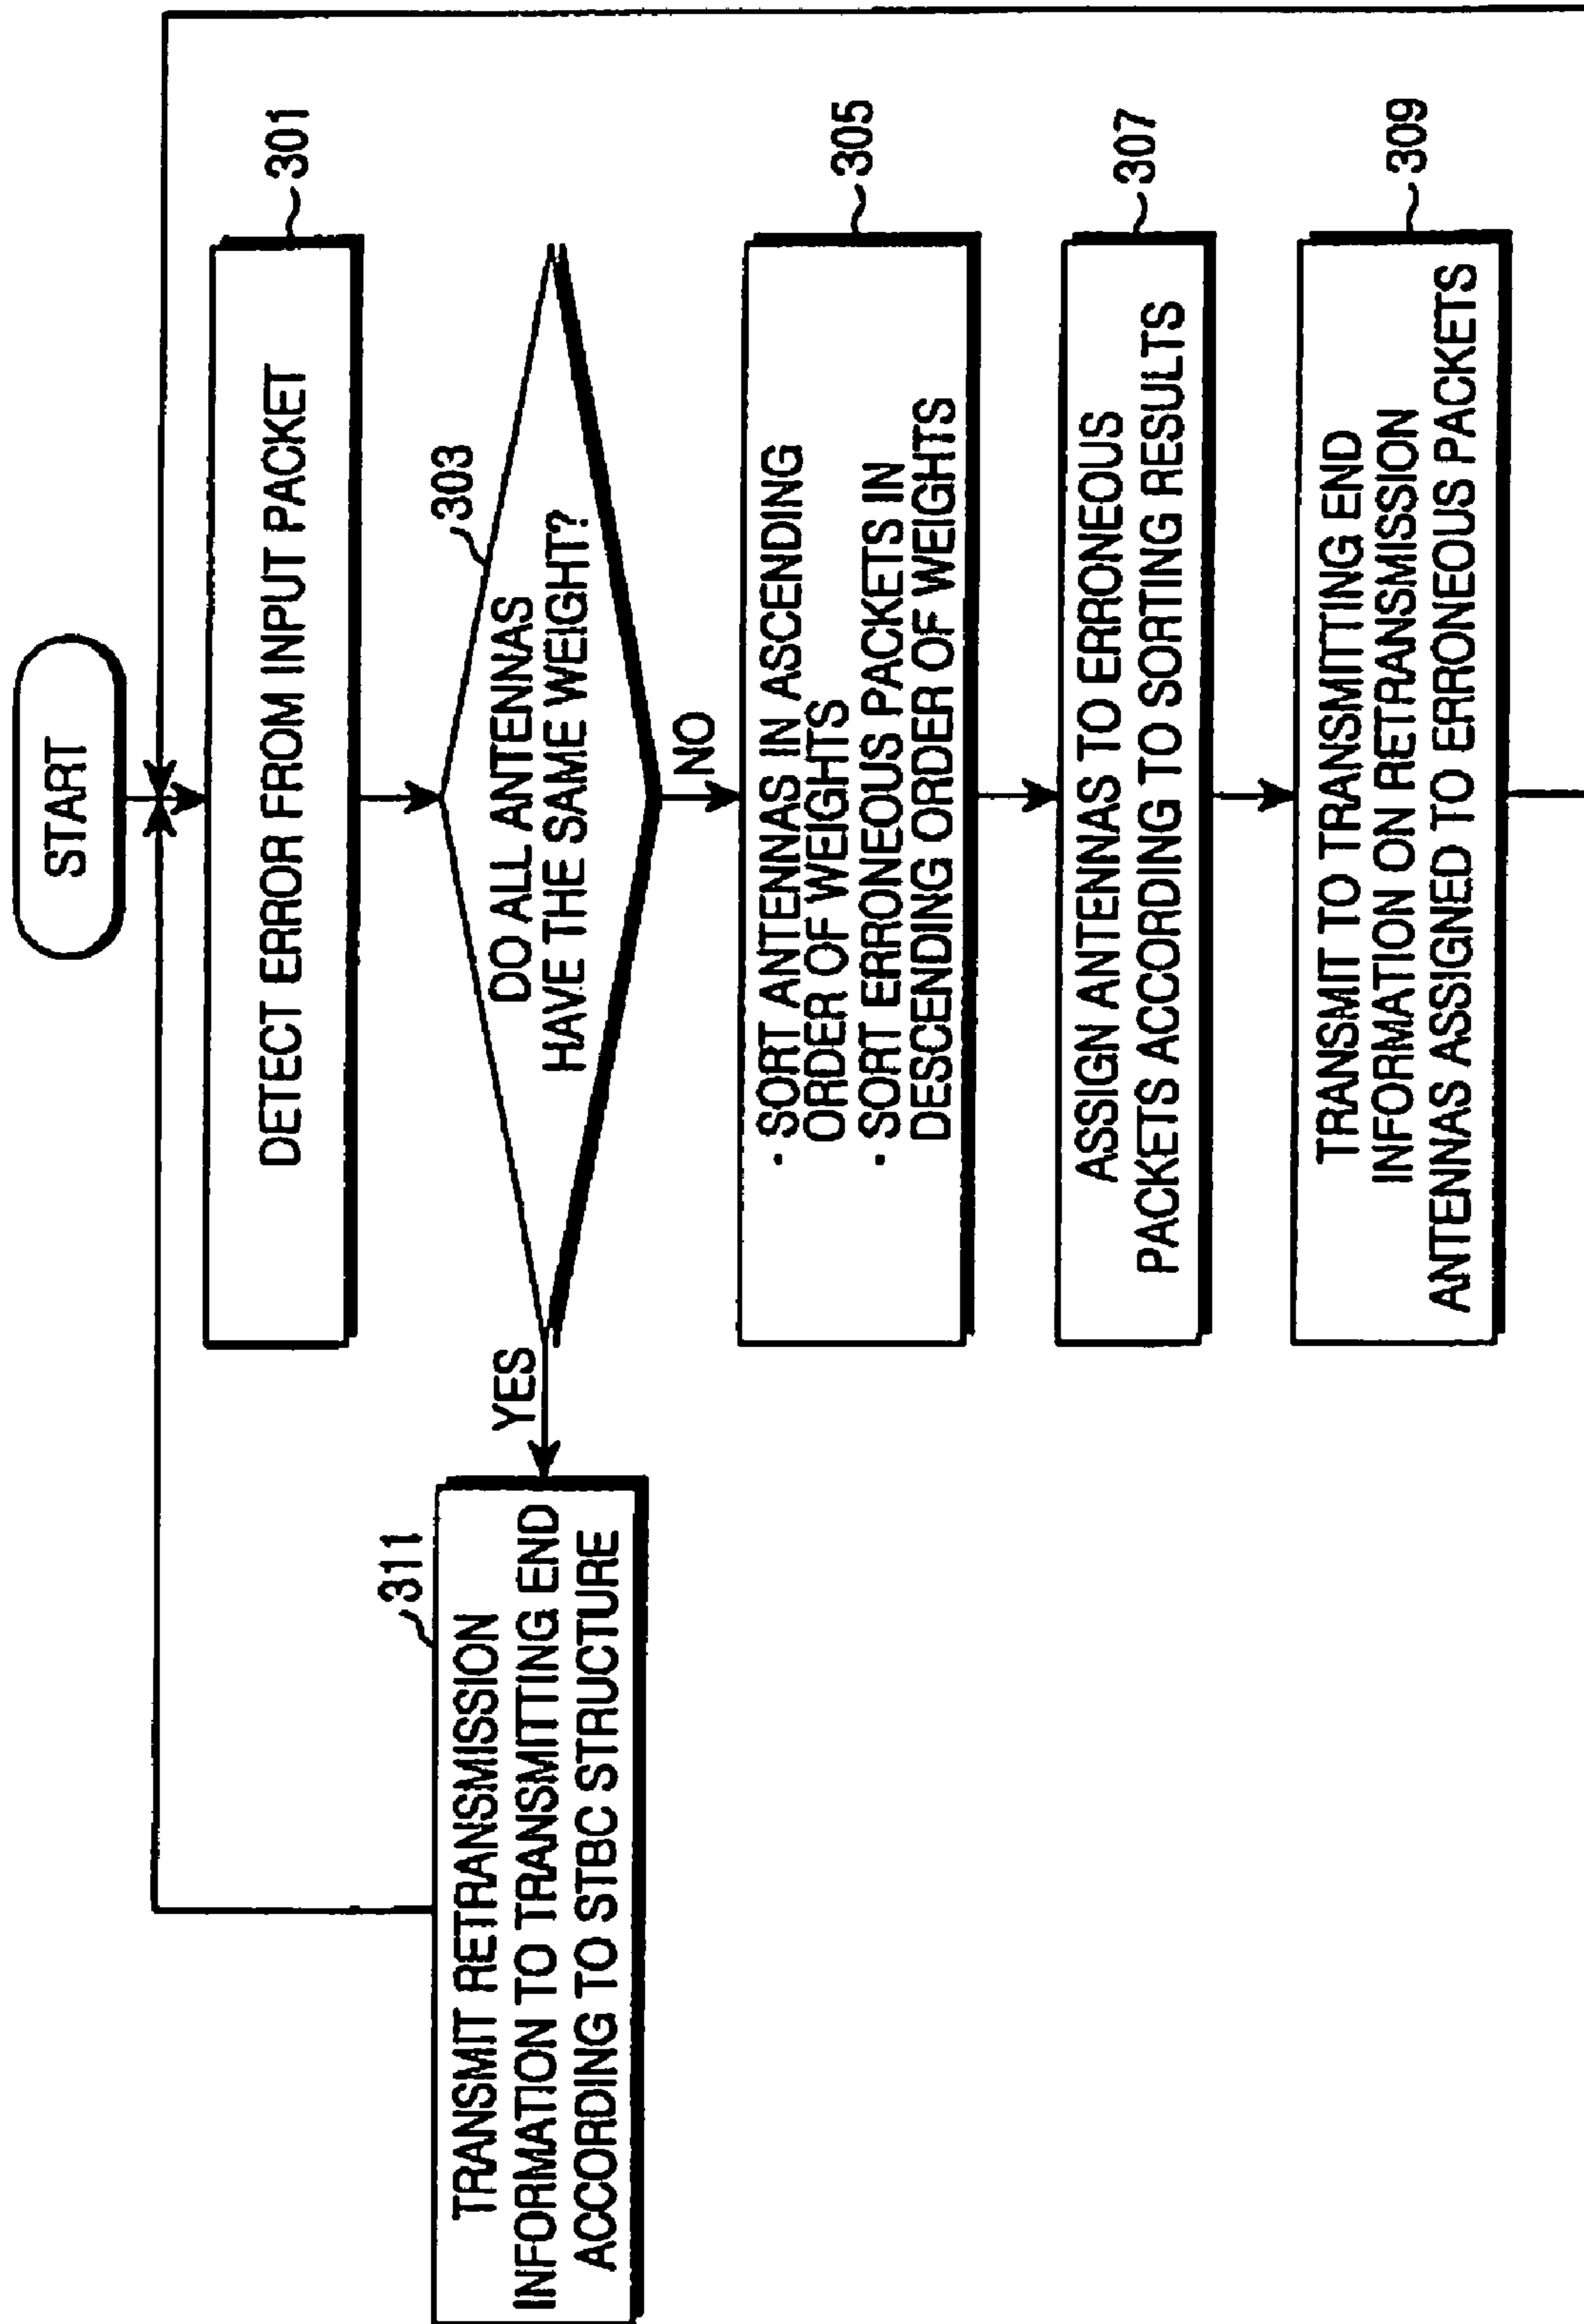 START
DETECT ERROR FROM INPUT PACKET
301
303
DO ALL ANTENNAS
HAVE THE SAME WEIGHT?
YES
NO
311
TRANSMIT RETRANSMISSION
INFORMATION TO TRANSMITTING END
ACCORDING TO STBC STRUCTURE
· SORT ANTENNAS IN ASCENDING
ORDER OF WEIGHTS
· SORT ERRONEOUS PACKETS IN
DESCENDING ORDER OF WEIGHTS
305
ASSIGN ANTENNAS TO ERRONEOUS
PACKETS ACCORDING TO SORTING RESULTS
307
TRANSMIT TO TRANSMITTING END
INFORMATION ON RETRANSMISSION
ANTENNAS ASSIGNED TO ERRONEOUS PACKETS
309